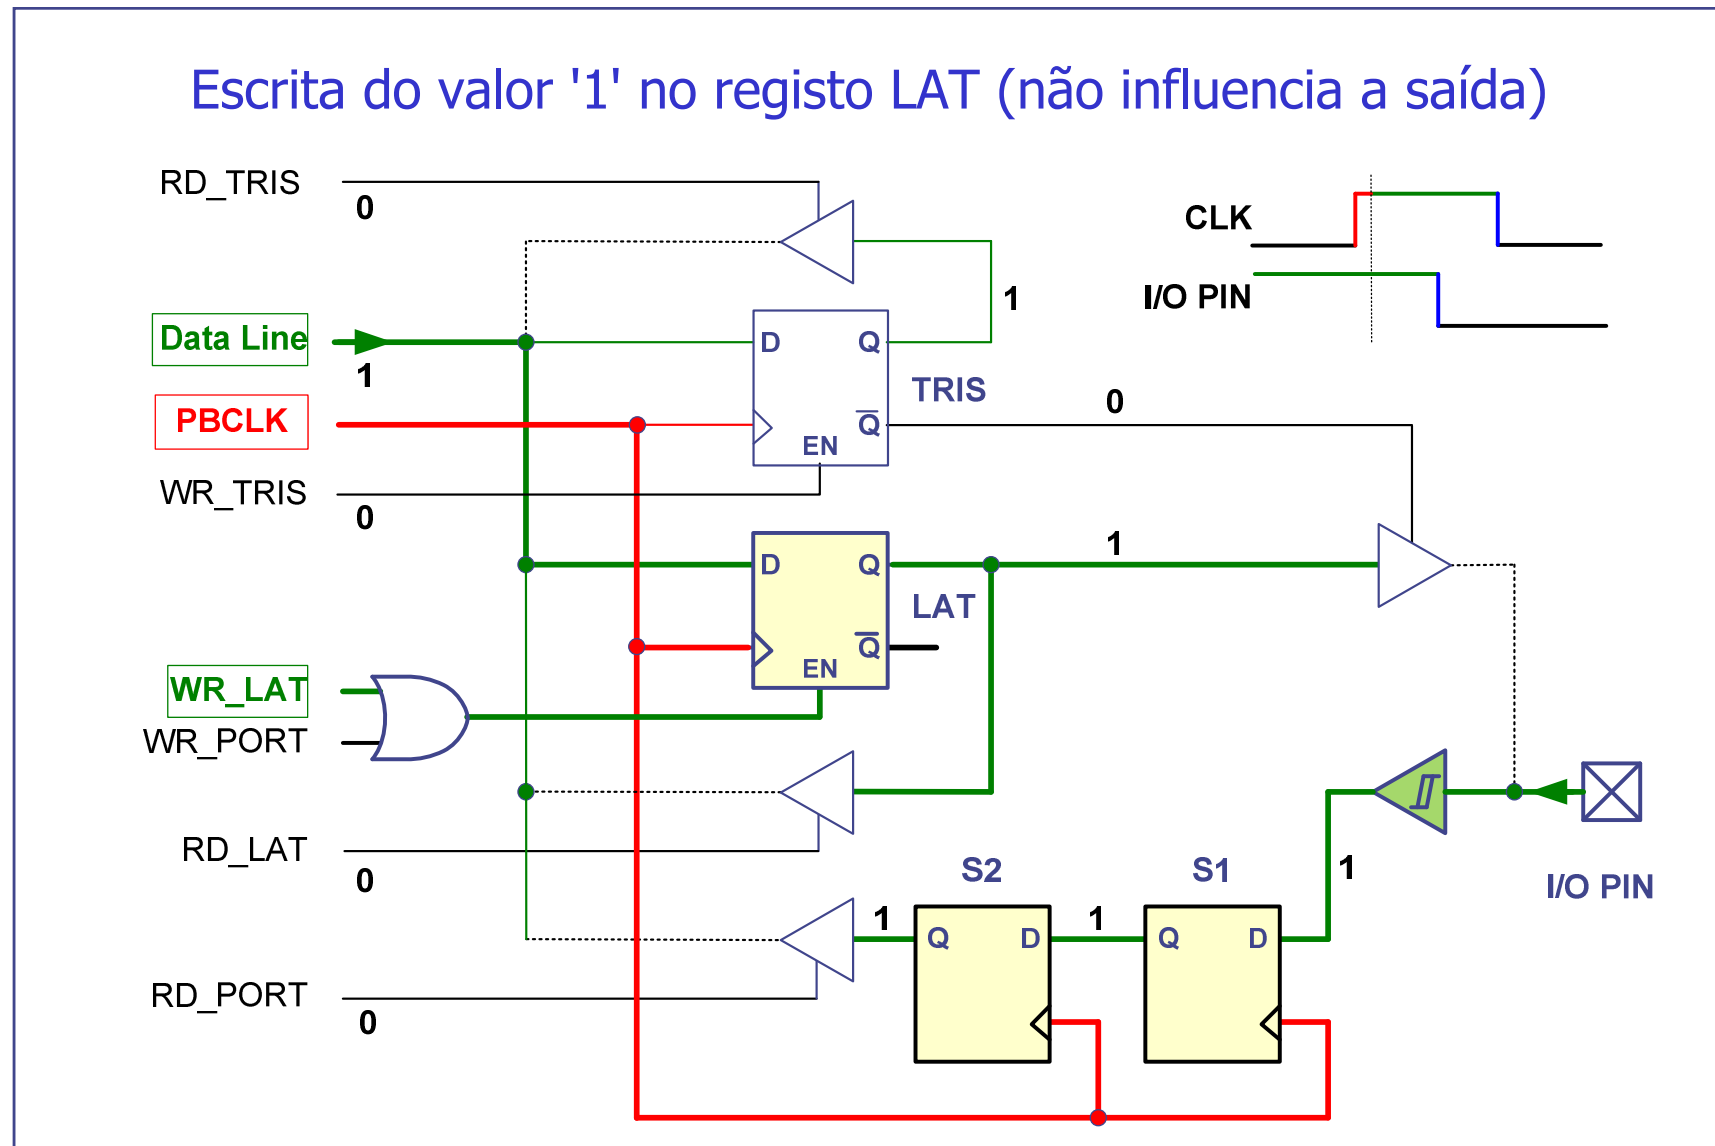 Escrita do valor '1' no registo LAT (não influencia a saída)
RD_TRIS
0
CLK
I/O PIN
1
Data Line
1
D
Q
TRIS
PBCLK
Q
EN
0
WR_TRIS
0
D
Q
1
LAT
Q
EN
WR_LAT
WR_PORT
RD_LAT
0
S2
S1
1
I/O PIN
1
Q
D
1
Q
D
RD_PORT
0